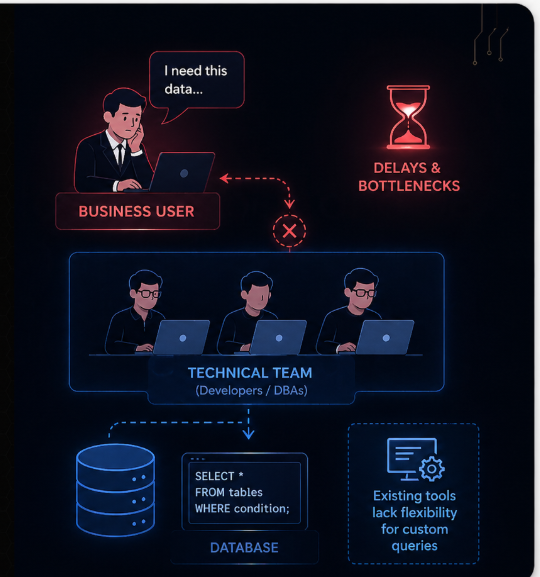 I need this
data...
DELAYS &
BOTTLENECKS
BUSINESS USER
TECHNICAL TEAM
(Developers / DBAs)
SELECT *
FROM tables
WHERE condition;
DATABASE
Existing tools
lack flexibility
for custom
queries